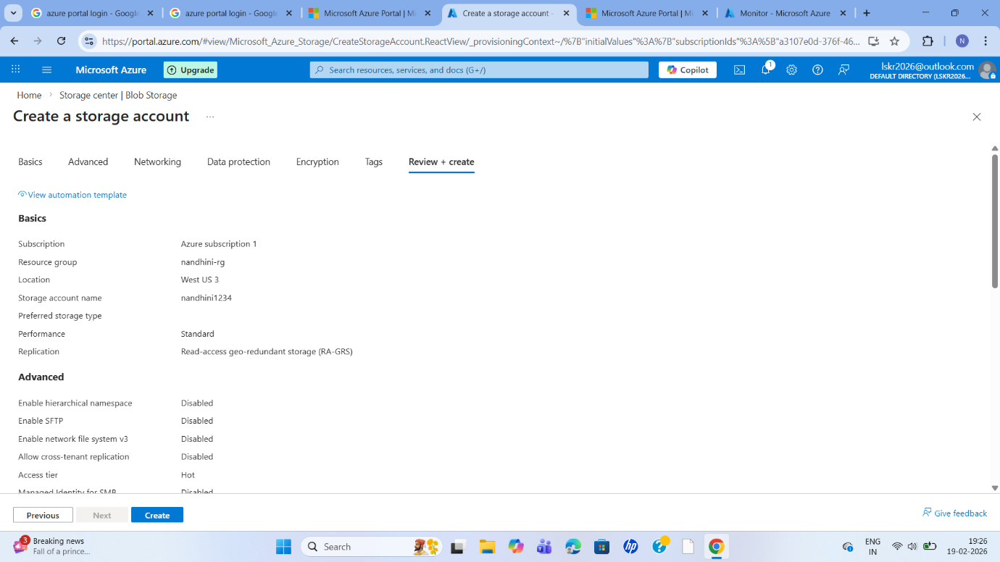 azure portal login - Google
azure portal login - Google
Microsoft Azure Portal | Mi
Create a storage account -
Microsoft Azure Portal | Mi
Monitor - Microsoft Azure
https://portal.azure.com/#view/Microsoft_Azure_Storage/CreateStorageAccount.ReactView/_provisioningContext~/%7B"initialValues"%3A%7B"subscriptionIds"%3A%5B"a3107e0d-376f-46...
N
Microsoft Azure
Upgrade
Search resources, services, and docs (G+/)
Copilot
1
lskr2026@outlook.com
DEFAULT DIRECTORY (LSKR2026...
Home > Storage center | Blob Storage
Create a storage account ...
Basics Advanced Networking Data protection Encryption Tags Review + create
View automation template
Basics
Subscription Azure subscription 1
Resource group nandhini-rg
Location West US 3
Storage account name nandhini1234
Preferred storage type
Performance Standard
Replication Read-access geo-redundant storage (RA-GRS)
Advanced
Enable hierarchical namespace Disabled
Enable SFTP Disabled
Enable network file system v3 Disabled
Allow cross-tenant replication Disabled
Access tier Hot
Managed Identity for SMB Disabled
Previous Next Create
Give feedback
3
Breaking news
Fall of a prince...
Search
hp
ENG
IN
19:26
19-02-2026